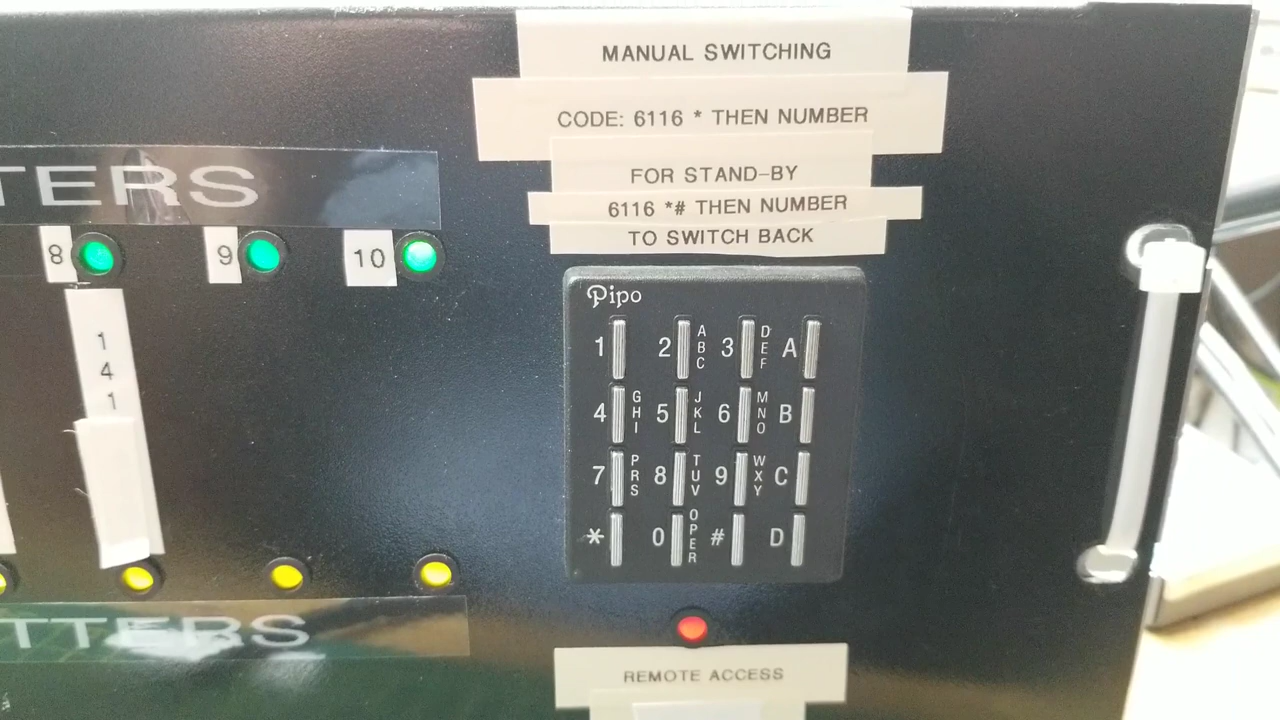 MANUAL SWITCHING
CODE: 6116 * THEN NUMBER
FOR STAND-BY
6116 *# THEN NUMBER
TO SWITCH BACK
TERS
8
9
10
1
4
1
Pipo
1 2 ABC 3 DEF A
4 GHI 5 JKL 6 MNO B
7 PRS 8 TUV 9 WXY C
* 0 OPER # D
TTERS
REMOTE ACCESS